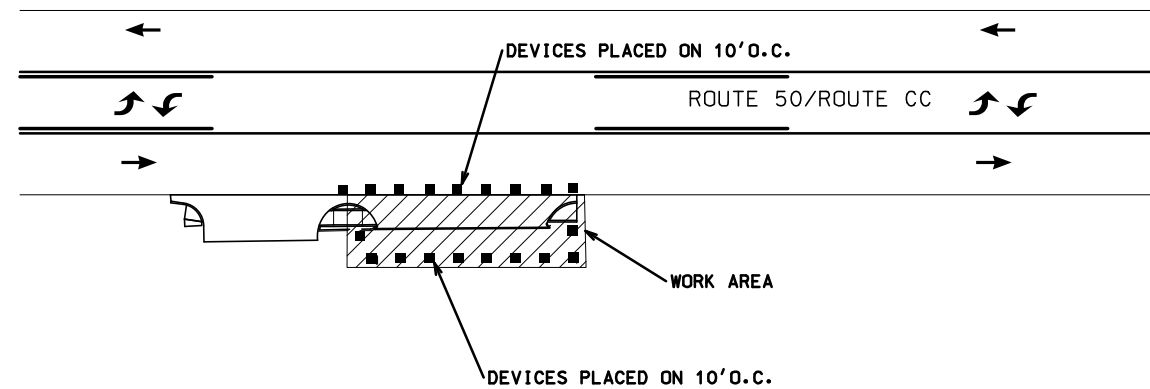 DEVICES PLACED ON 10'O.C.
ROUTE 50/ROUTE CC
WORK AREA
DEVICES PLACED ON 10'O.C.